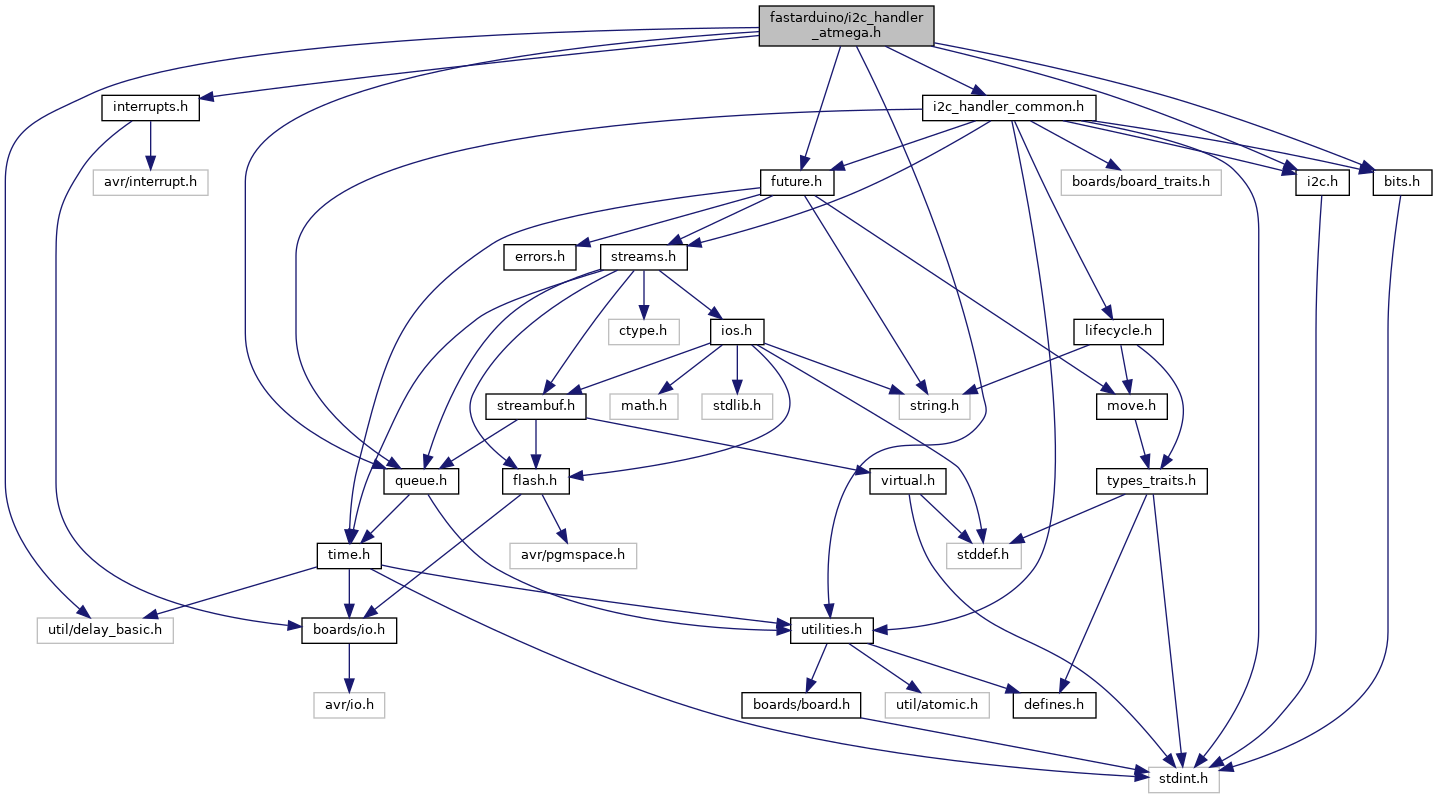 fastarduino/i2c_handler
_atmega.h
interrupts.h
i2c_handler_common.h
avr/interrupt.h
future.h
boards/board_traits.h
i2c.h
bits.h
errors.h
streams.h
ctype.h
ios.h
lifecycle.h
streambuf.h
math.h
stdlib.h
string.h
move.h
queue.h
flash.h
virtual.h
types_traits.h
time.h
avr/pgmspace.h
stddef.h
util/delay_basic.h
boards/io.h
utilities.h
avr/io.h
boards/board.h
util/atomic.h
defines.h
stdint.h